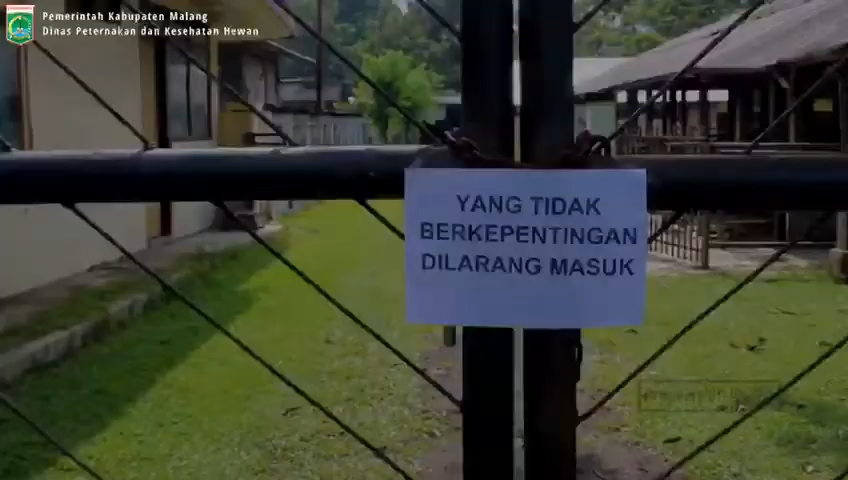 Pemerintah Kabupaten Malang
Dinas Peternakan dan Kesehatan Hewan
YANG TIDAK
BERKEPENTINGAN
DILARANG MASUK